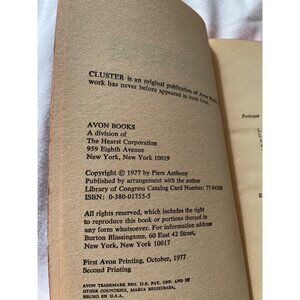 CLUSTER is an original publication of Avon Books.
work has never before appeared in book form.
AVON BOOKS
A division of
The Hearst Corporation
959 Eighth Avenue
New York, New York 10019
Copyright © 1977 by Piers Anthony
Published by arrangement with the author
Library of Congress Catalog Card Number: 77-84308
ISBN: 0-380-01755-5
All rights reserved, which includes the right
to reproduce this book or portions thereof in
any form whatsoever. For information address
Burton Blassingame, 60 East 42 Street,
New York, New York 10017
First Avon Printing, October, 1977
Second Printing
AVON TRADEMARK REG. U.S. PAT. OFF. AND IN
OTHER COUNTRIES, MARCA REGISTRADA,
HECHO EN U.S.A.
Prologue